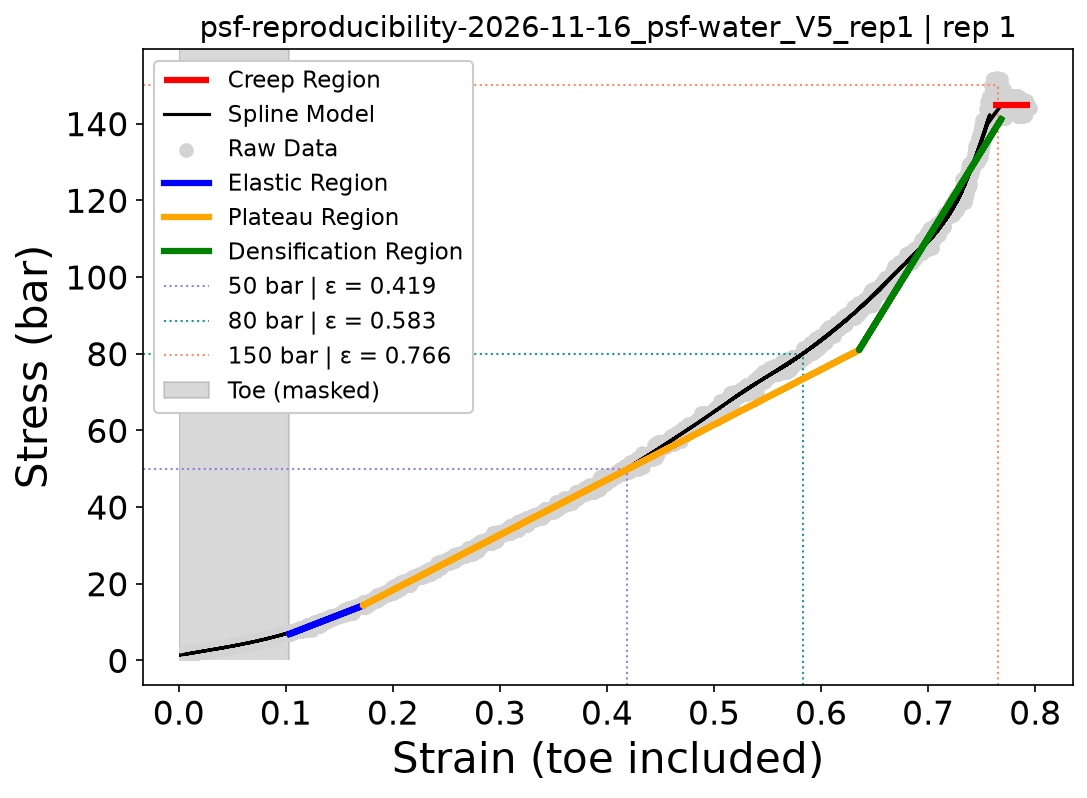 psf-reproducibility-2026-11-16_psf-water_V5_rep1 | rep 1
Creep Region
Spline Model
Raw Data
Elastic Region
Plateau Region
Densification Region
50 bar | ε = 0.419
80 bar | ε = 0.583
150 bar | ε = 0.766
Toe (masked)
Stress (bar)
140
120
100
80
60
40
20
0
0.0 0.1 0.2 0.3 0.4 0.5 0.6 0.7 0.8
Strain (toe included)